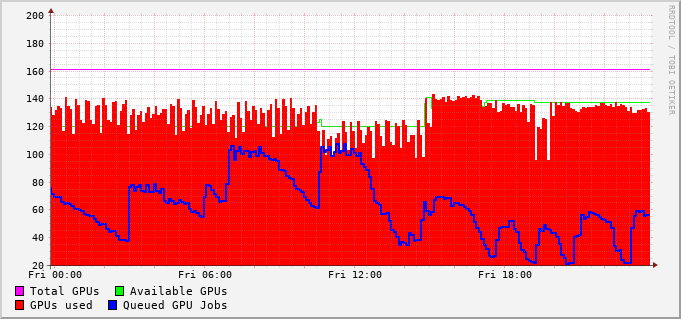 200
180
160
140
120
100
80
60
40
20
Fri 00:00 Fri 06:00 Fri 12:00 Fri 18:00
Total GPUs Available GPUs
GPUs used Queued GPU Jobs
RRDTOOL / TOBI OETIKER